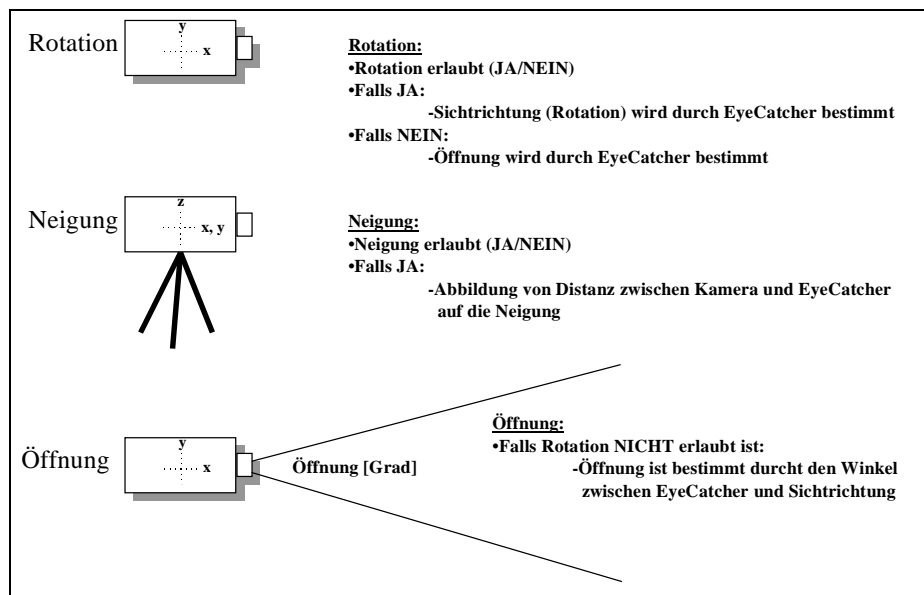 Rotation
y
x
Rotation:
•Rotation erlaubt (JA/NEIN)
•Falls JA:
-Sichtrichtung (Rotation) wird durch EyeCatcher bestimmt
•Falls NEIN:
-Öffnung wird durch EyeCatcher bestimmt
Neigung
z
x, y
Neigung:
•Neigung erlaubt (JA/NEIN)
•Falls JA:
-Abbildung von Distanz zwischen Kamera und EyeCatcher
auf die Neigung
Öffnung
y
x
Öffnung [Grad]
Öffnung:
•Falls Rotation NICHT erlaubt ist:
-Öffnung ist bestimmt durcht den Winkel
zwischen EyeCatcher und Sichtrichtung